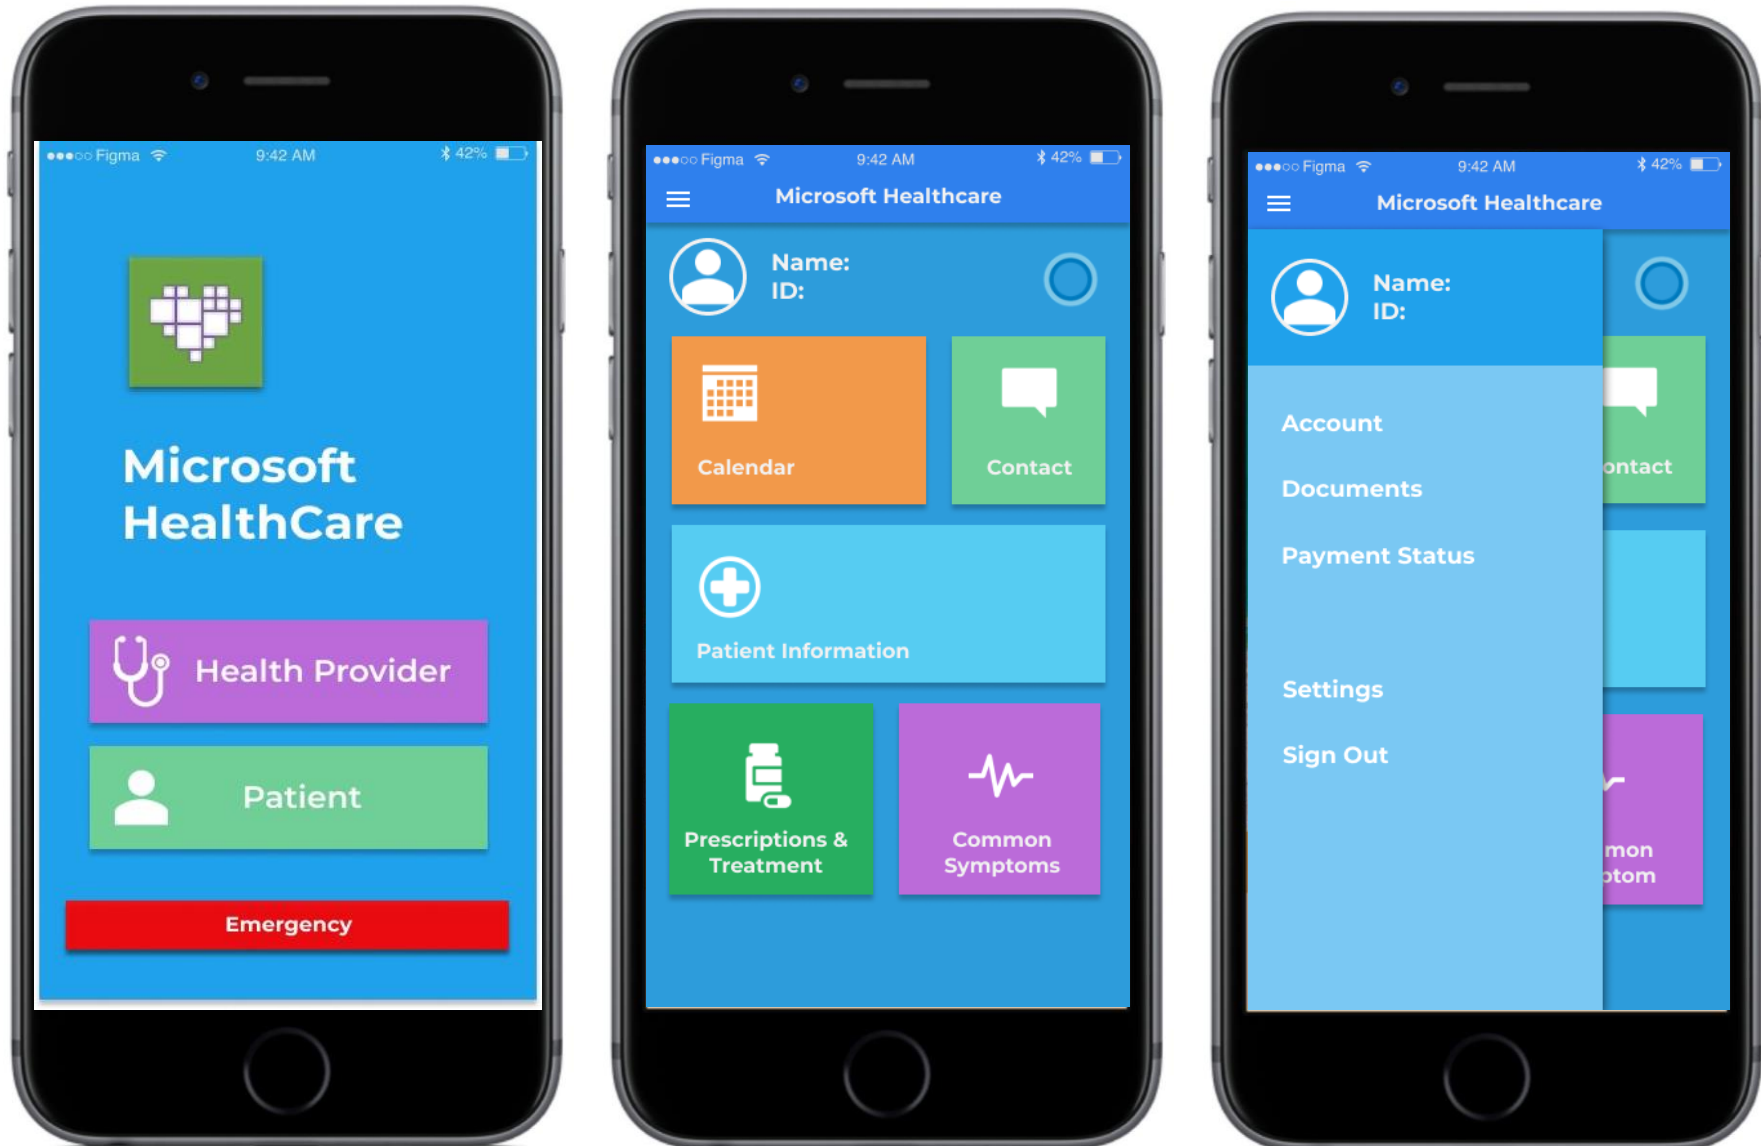 Figma 9:42 AM 42%
Microsoft
HealthCare
Health Provider
Patient
Emergency
Figma 9:42 AM 42%
Microsoft Healthcare
Name:
ID:
Calendar
Contact
Patient Information
Prescriptions &
Treatment
Common
Symptoms
Figma 9:42 AM 42%
Microsoft Healthcare
Name:
ID:
Account
ontact
Documents
Payment Status
Settings
Sign Out
mon
ptom